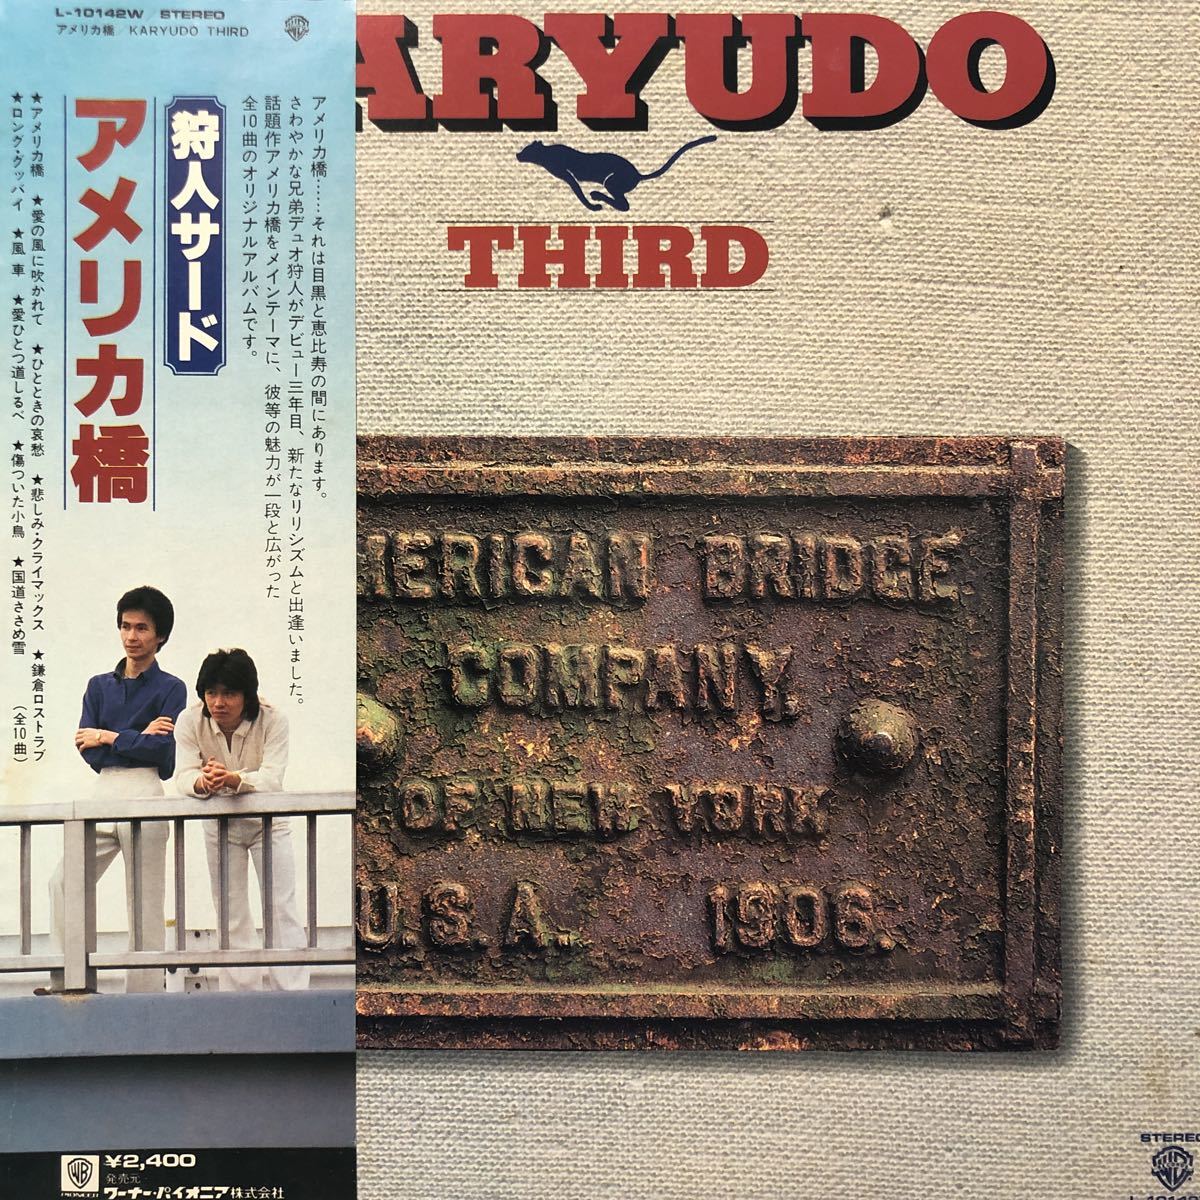 L-10142W／STEREO
アメリカ橋／KARYUDO THIRD
狩人サード
アメリカ橋
アメリカ橋……それは目黒と恵比寿の間にあります。
さわやかな兄弟デュオ狩人がデビュー三年目、新たなリリシズムと出逢いました。
話題作アメリカ橋をメインテーマに、彼等の魅力が一段と広がった
全10曲のオリジナルアルバムです。
★アメリカ橋 ★愛の風に吹かれて ★ひとときの哀愁 ★悲しみ・クライマックス ★鎌倉ロストラブ
★ロング・グッバイ ★風車 ★愛ひとつ道しるべ ★傷ついた小鳥 ★国道ささめ雪 (全10曲)
WB
PIONEER
¥2,400
発売元
ワーナー・パイオニア株式会社
ARYUDO
THIRD
MERICAN BRIDGE
COMPANY.
OF NEW YORK
U.S.A. 1906.
STEREO